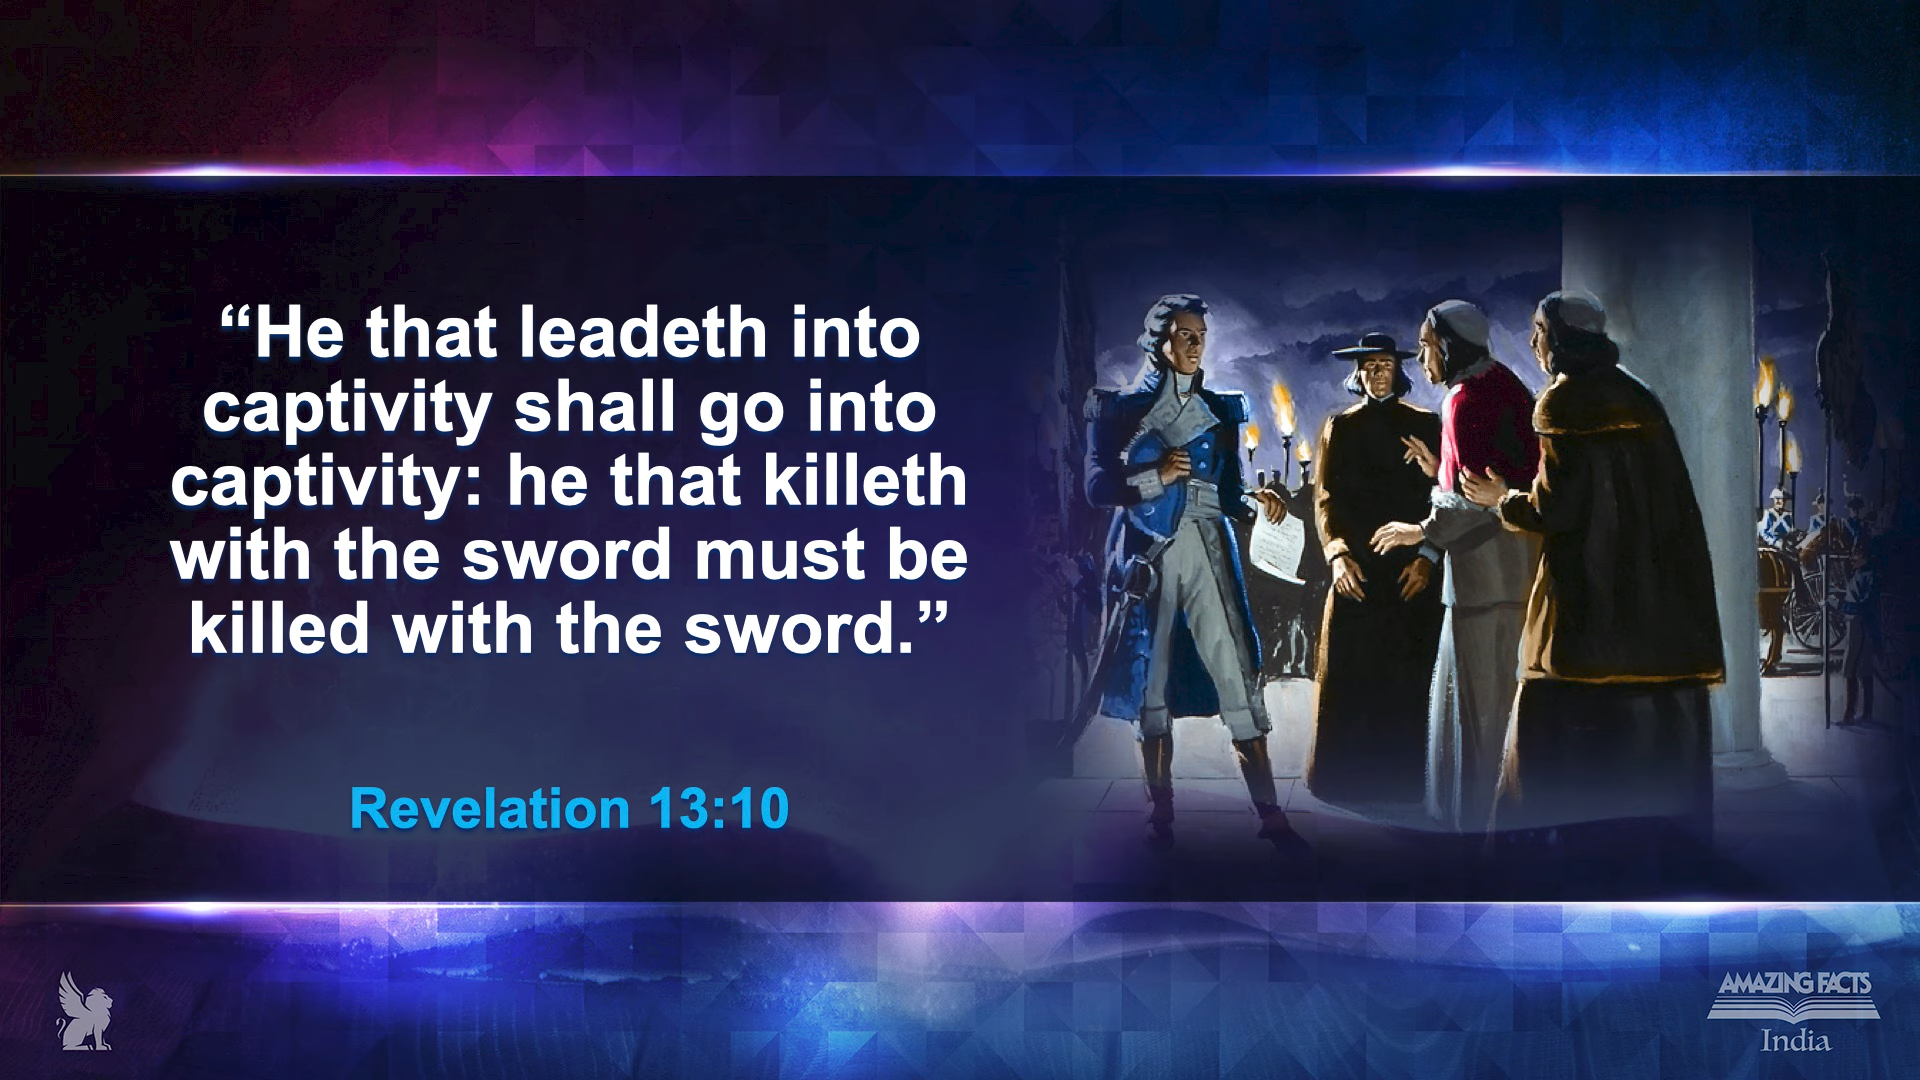 “He that leadeth into
captivity shall go into
captivity: he that killeth
with the sword must be
killed with the sword.”
Revelation 13:10
AMAZING FACTS
India